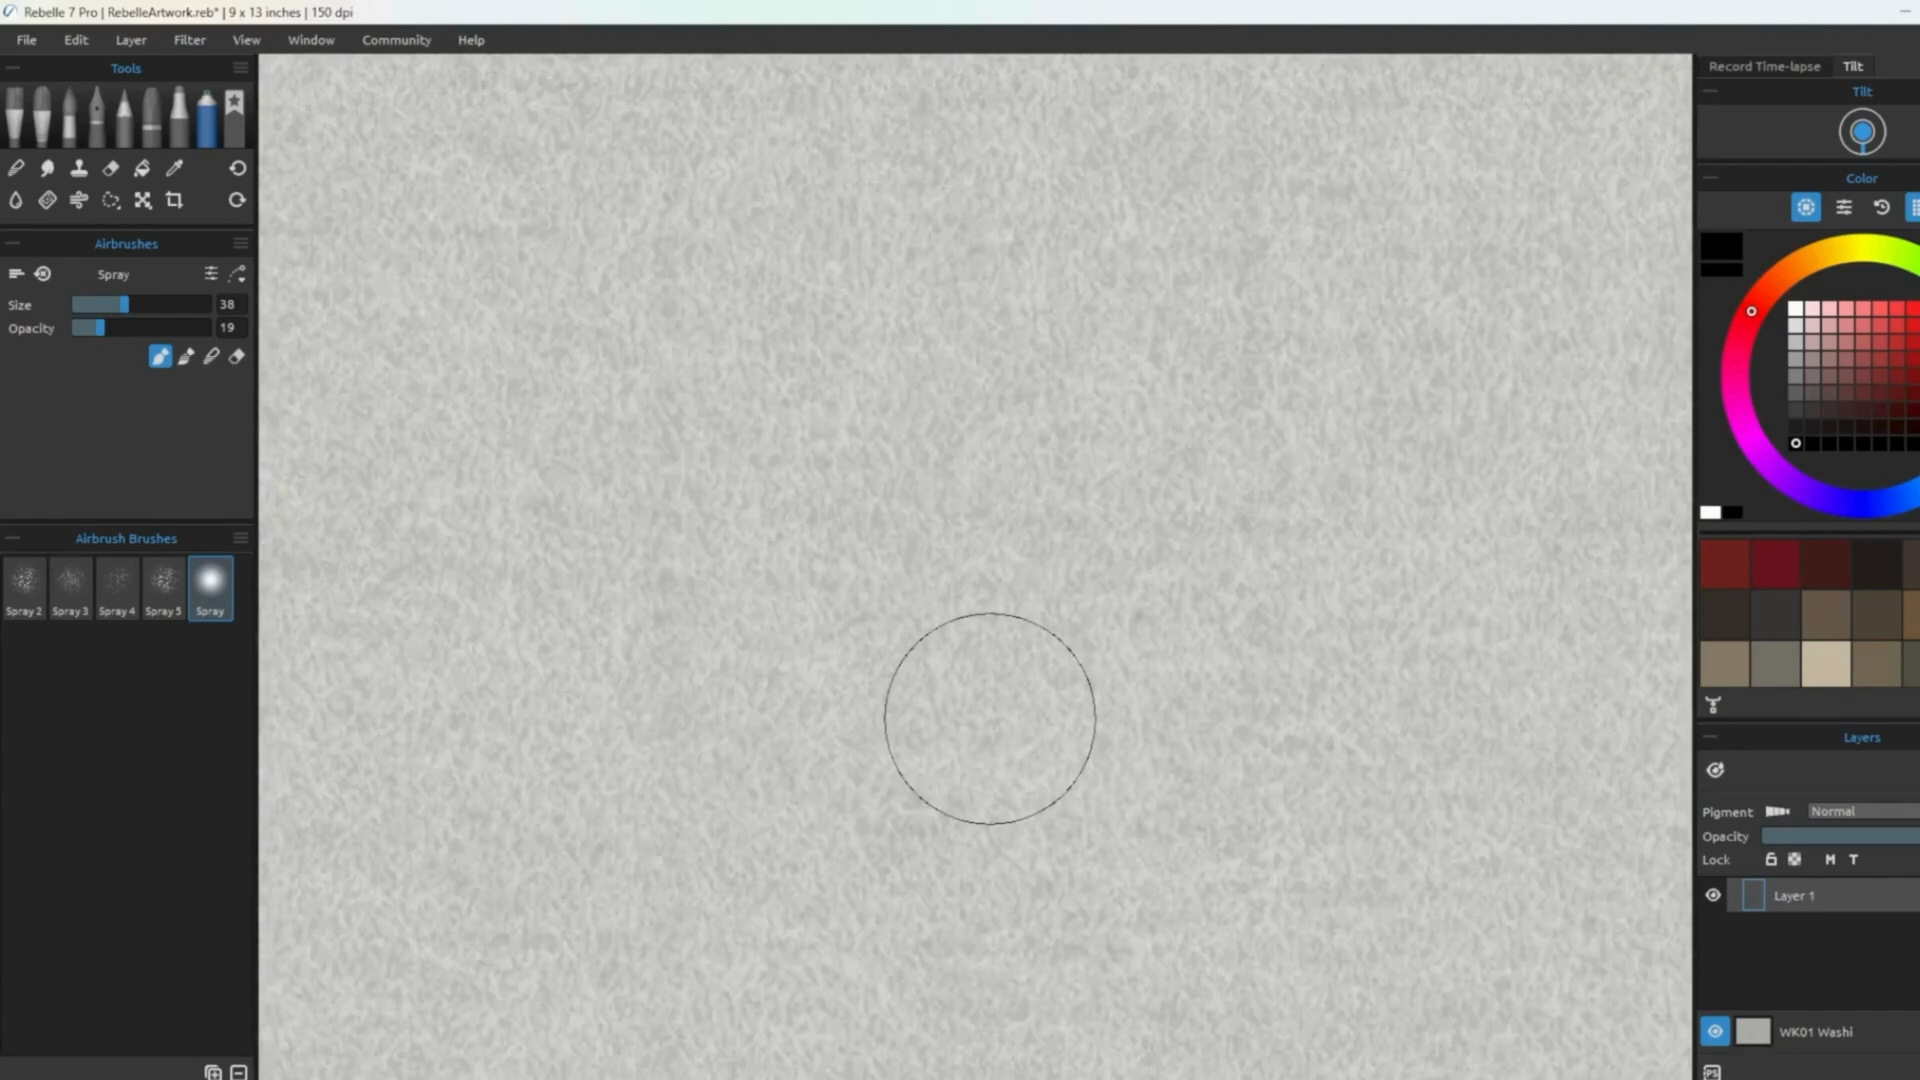 Rebelle 7 Pro | RebelleArtwork.reb* | 9 x 13 inches | 150 dpi
File Edit Layer Filter View Window Community Help
Tools
Airbrushes
Spray
Size 38
Opacity 19
Airbrush Brushes
Spray 2 Spray 3 Spray 4 Spray 5 Spray
Record Time-lapse Tilt
Tilt
Color
Layers
Pigment Normal
Opacity
Lock M T
Layer 1
WK01 Washi
PS